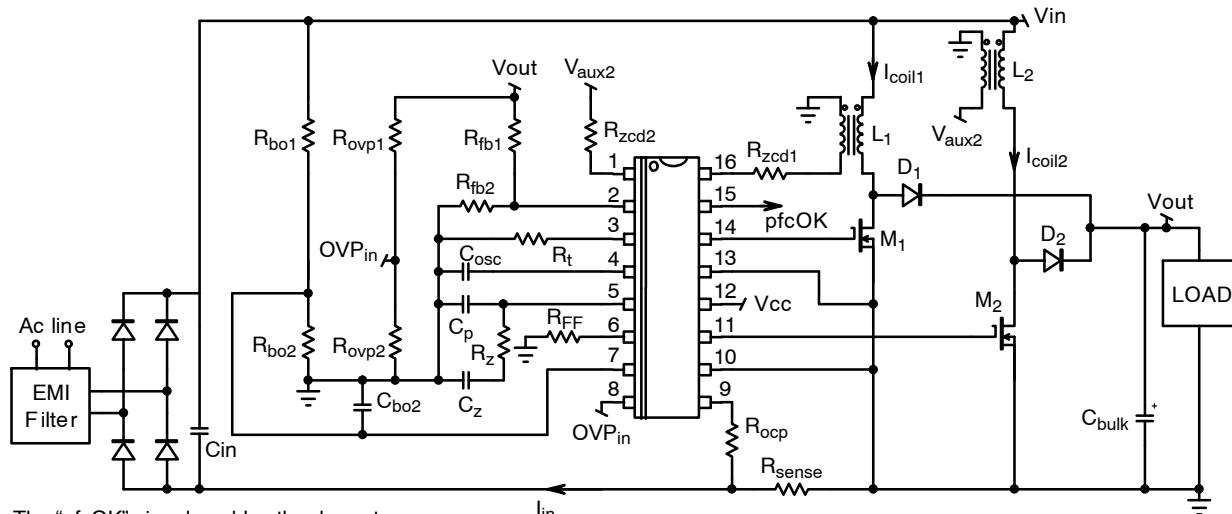 Vin
Vout
Vaux2
Icoil1
L2
Rbo1
Rovp1
Rfb1
Rzcd2
L1
Vaux2
Rzcd1
Icoil2
1
16
D1
Rfb2
2
15
pfcOK
Vout
3
14
M1
D2
OVPin
Rt
Cosc
4
13
5
12
Vcc
M2
LOAD
Ac line
Cp
RFF
6
11
Rbo2
Rovp2
Rz
7
10
EMI
Filter
Cbo2
Cz
8
9
OVPin
Rocp
Cbulk
+
Cin
Rsense
Iin
The